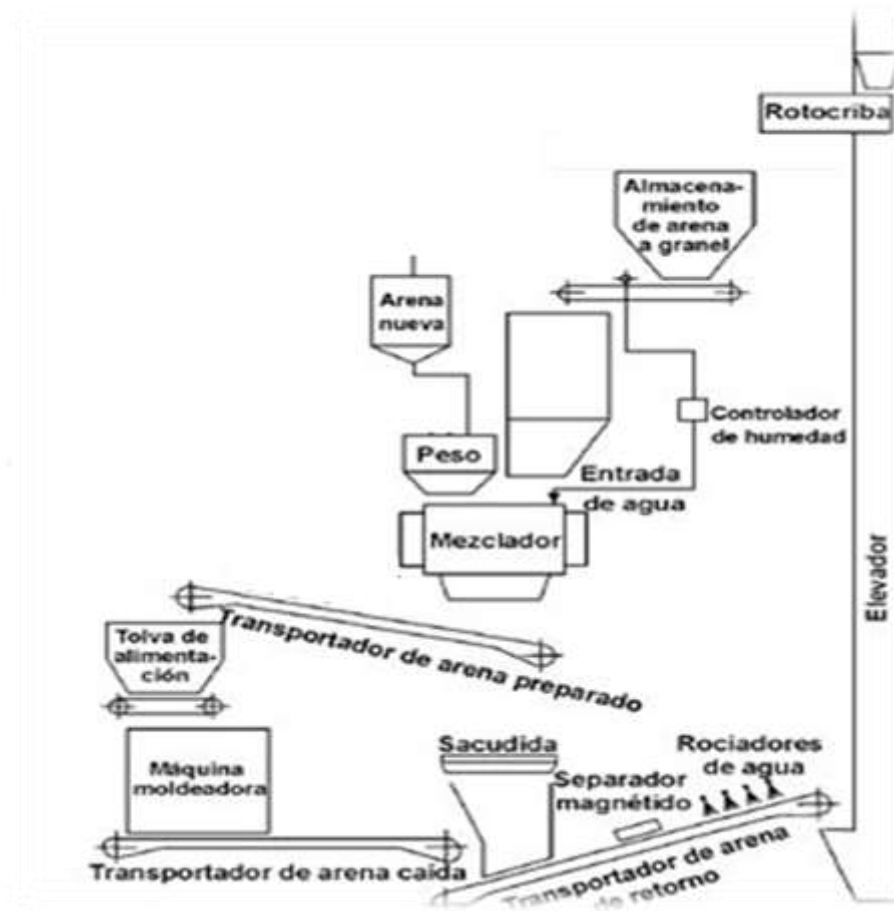 Rotocriba
Almacena-
miento
de arena
a granel
Arena
nueva
Controlador
de humedad
Peso
Entrada
de agua
Mezclador
Elevador
Transportador de arena preparado
Tolva de
alimenta-
ción
Sacudida
Rociadores
de agua
Separador
magnétido
Máquina
moldeadora
Transportador de arena caída
Transportador de arena
de retorno